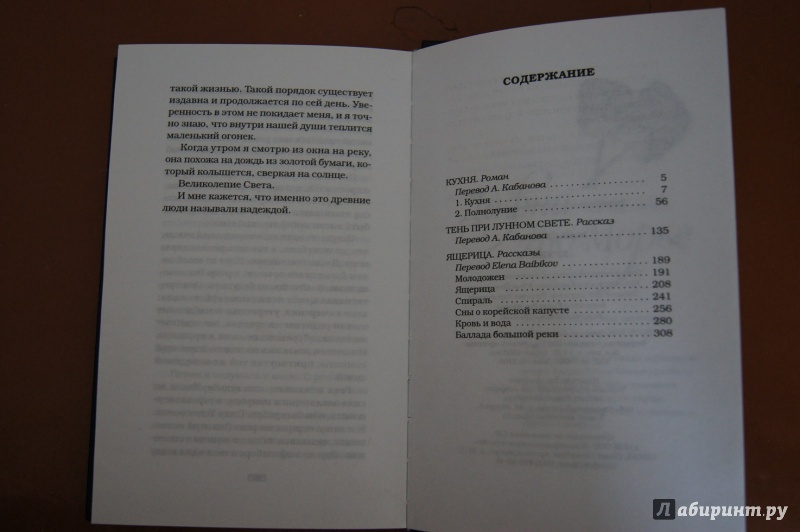 такой жизнью. Такой порядок существует
издавна и продолжается по сей день. Уве-
ренность в этом не покидает меня, и я точ-
но знаю, что внутри нашей души теплится
маленький огонек.
Когда утром я смотрю из окна на реку,
она похожа на дождь из золотой бумаги, ко-
торый колышется, сверкая на солнце.
Великолепие Света.
И мне кажется, что именно это древние
люди называли надеждой.
СОДЕРЖАНИЕ
КУХНЯ. Роман
Перевод А. Кабанова 5
1. Кухня 7
2. Полнолуние 56
ТЕНЬ ПРИ ЛУННОМ СВЕТЕ. Рассказ
Перевод А. Кабанова 135
ЯЩЕРИЦА. Рассказы
Перевод Elena Baibikov 189
Молодожен 191
Ящерица 208
Спираль 241
Сны о корейской капусте 256
Кровь и вода 280
Баллада большой реки 308
Лабиринт.ру